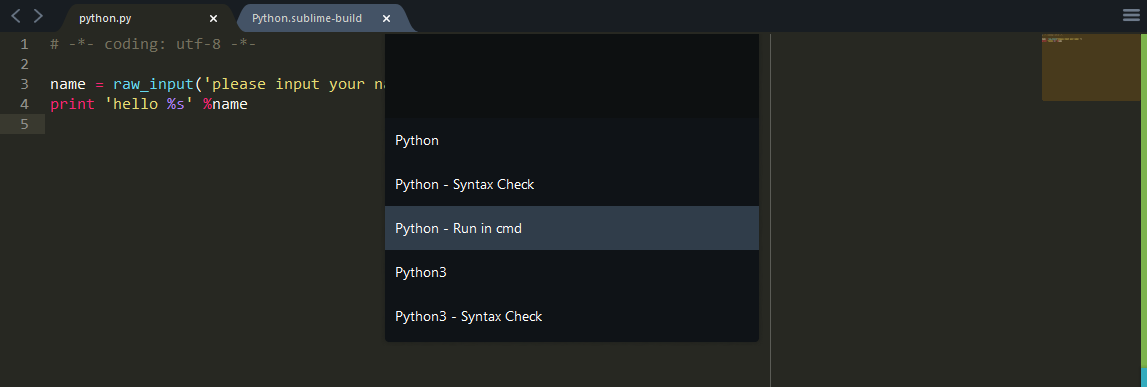 python.py ×
Python.sublime-build ×
1 # -*- coding: utf-8 -*-
2
3 name = raw_input('please input your na
4 print 'hello %s' %name
5
Python
Python - Syntax Check
Python - Run in cmd
Python3
Python3 - Syntax Check